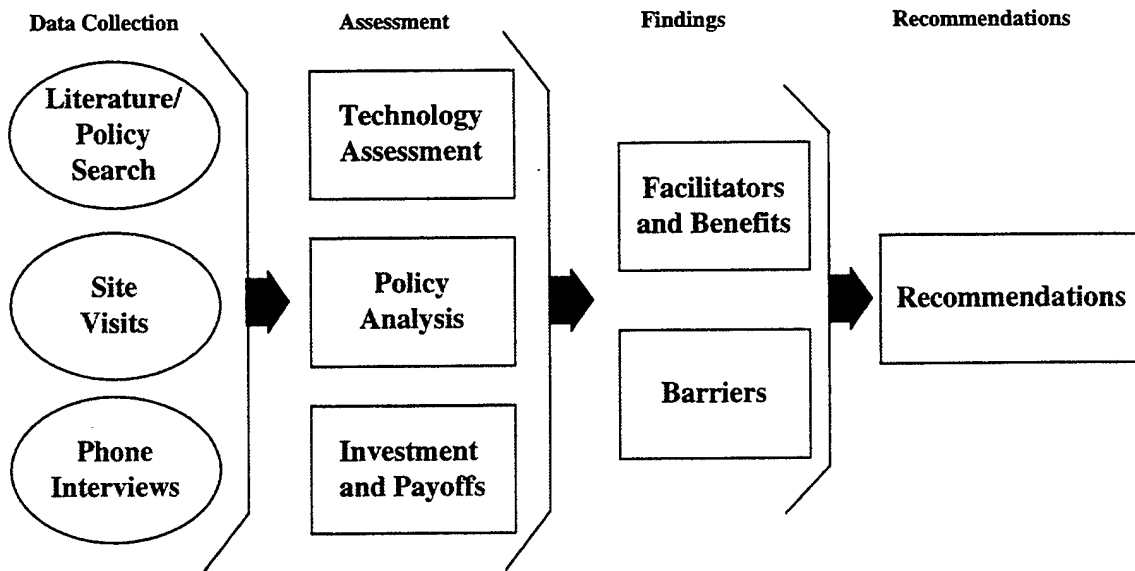 Data Collection
Assessment
Findings
Recommendations
Literature/
Policy
Search
Site
Visits
Phone
Interviews
Technology
Assessment
Policy
Analysis
Investment
and Payoffs
Facilitators
and Benefits
Barriers
Recommendations